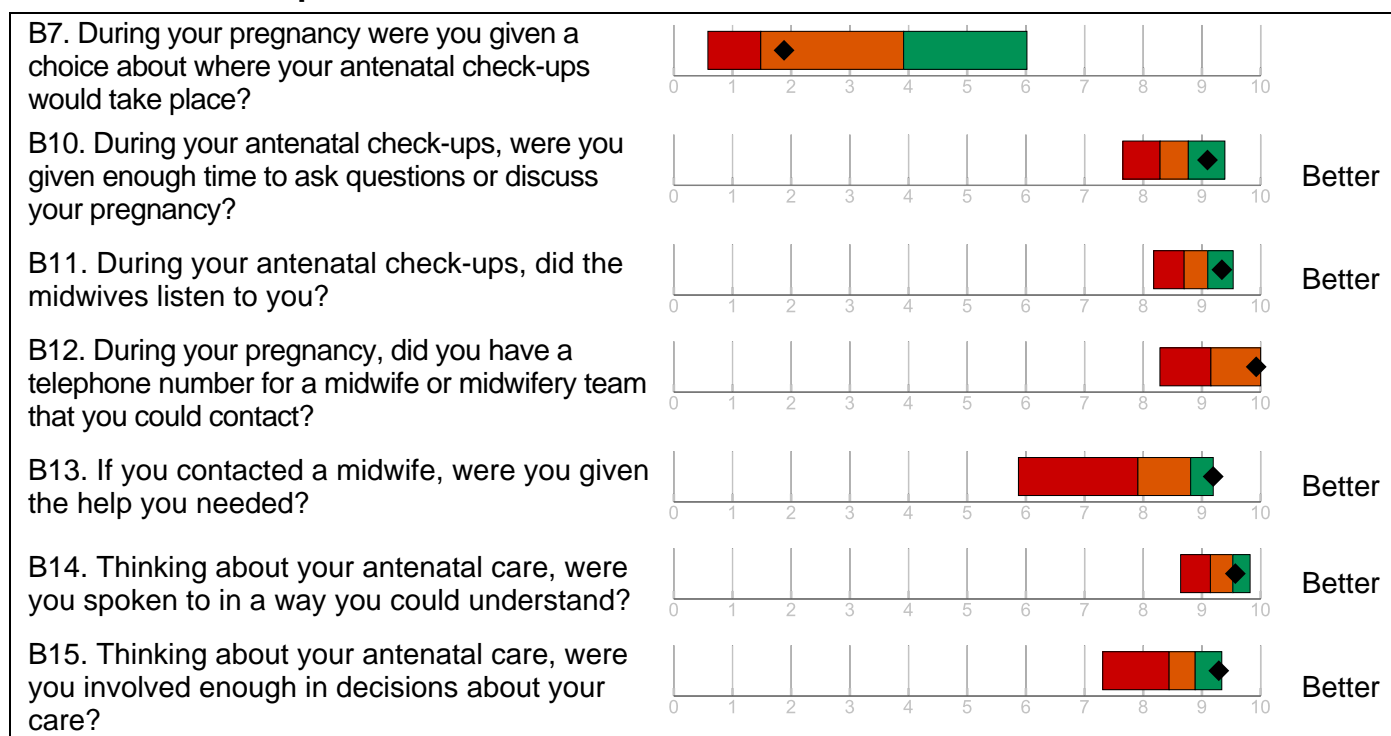 B7. During your pregnancy were you given a
choice about where your antenatal check-ups
would take place?
0 1 2 3 4 5 6 7 8 9 10
B10. During your antenatal check-ups, were you
given enough time to ask questions or discuss
your pregnancy?
0 1 2 3 4 5 6 7 8 9 10
Better
B11. During your antenatal check-ups, did the
midwives listen to you?
0 1 2 3 4 5 6 7 8 9 10
Better
B12. During your pregnancy, did you have a
telephone number for a midwife or midwifery team
that you could contact?
0 1 2 3 4 5 6 7 8 9 10
B13. If you contacted a midwife, were you given
the help you needed?
0 1 2 3 4 5 6 7 8 9 10
Better
B14. Thinking about your antenatal care, were
you spoken to in a way you could understand?
0 1 2 3 4 5 6 7 8 9 10
Better
B15. Thinking about your antenatal care, were
you involved enough in decisions about your
care?
0 1 2 3 4 5 6 7 8 9 10
Better